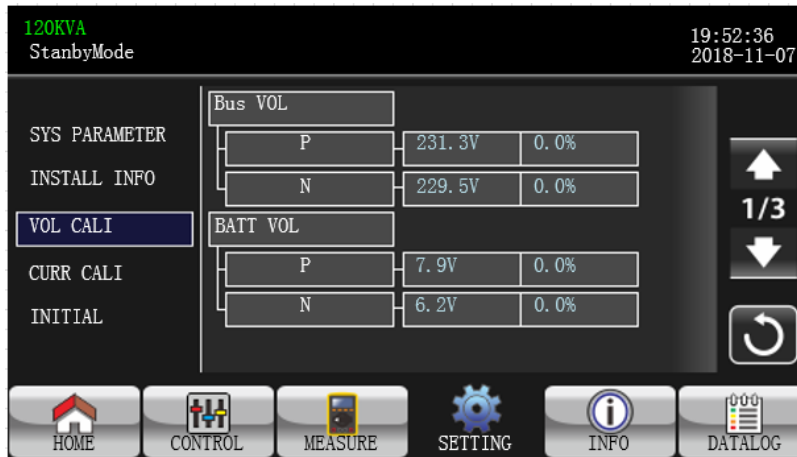 120KVA
StanbyMode
19:52:36
2018-11-07
SYS PARAMETER
INSTALL INFO
VOL CALI
CURR CALI
INITIAL
Bus VOL
P 231.3V 0.0%
N 229.5V 0.0%
BATT VOL
P 7.9V 0.0%
N 6.2V 0.0%
1/3
HOME CONTROL MEASURE SETTING INFO DATALOG